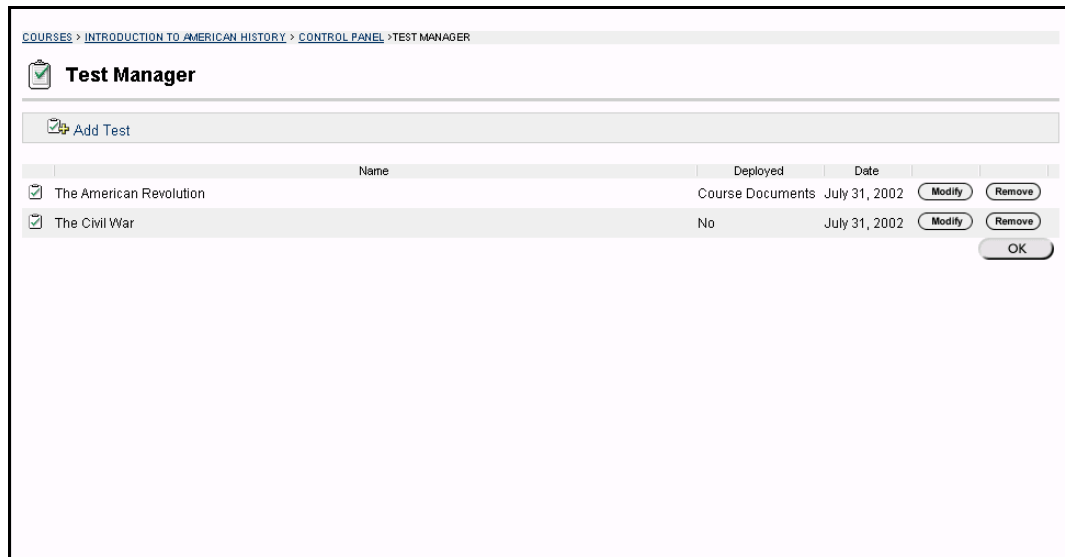 COURSES > INTRODUCTION TO AMERICAN HISTORY > CONTROL PANEL >TEST MANAGER
Test Manager
Add Test
Name Deployed Date
The American Revolution Course Documents July 31, 2002 Modify Remove
The Civil War No July 31, 2002 Modify Remove
OK